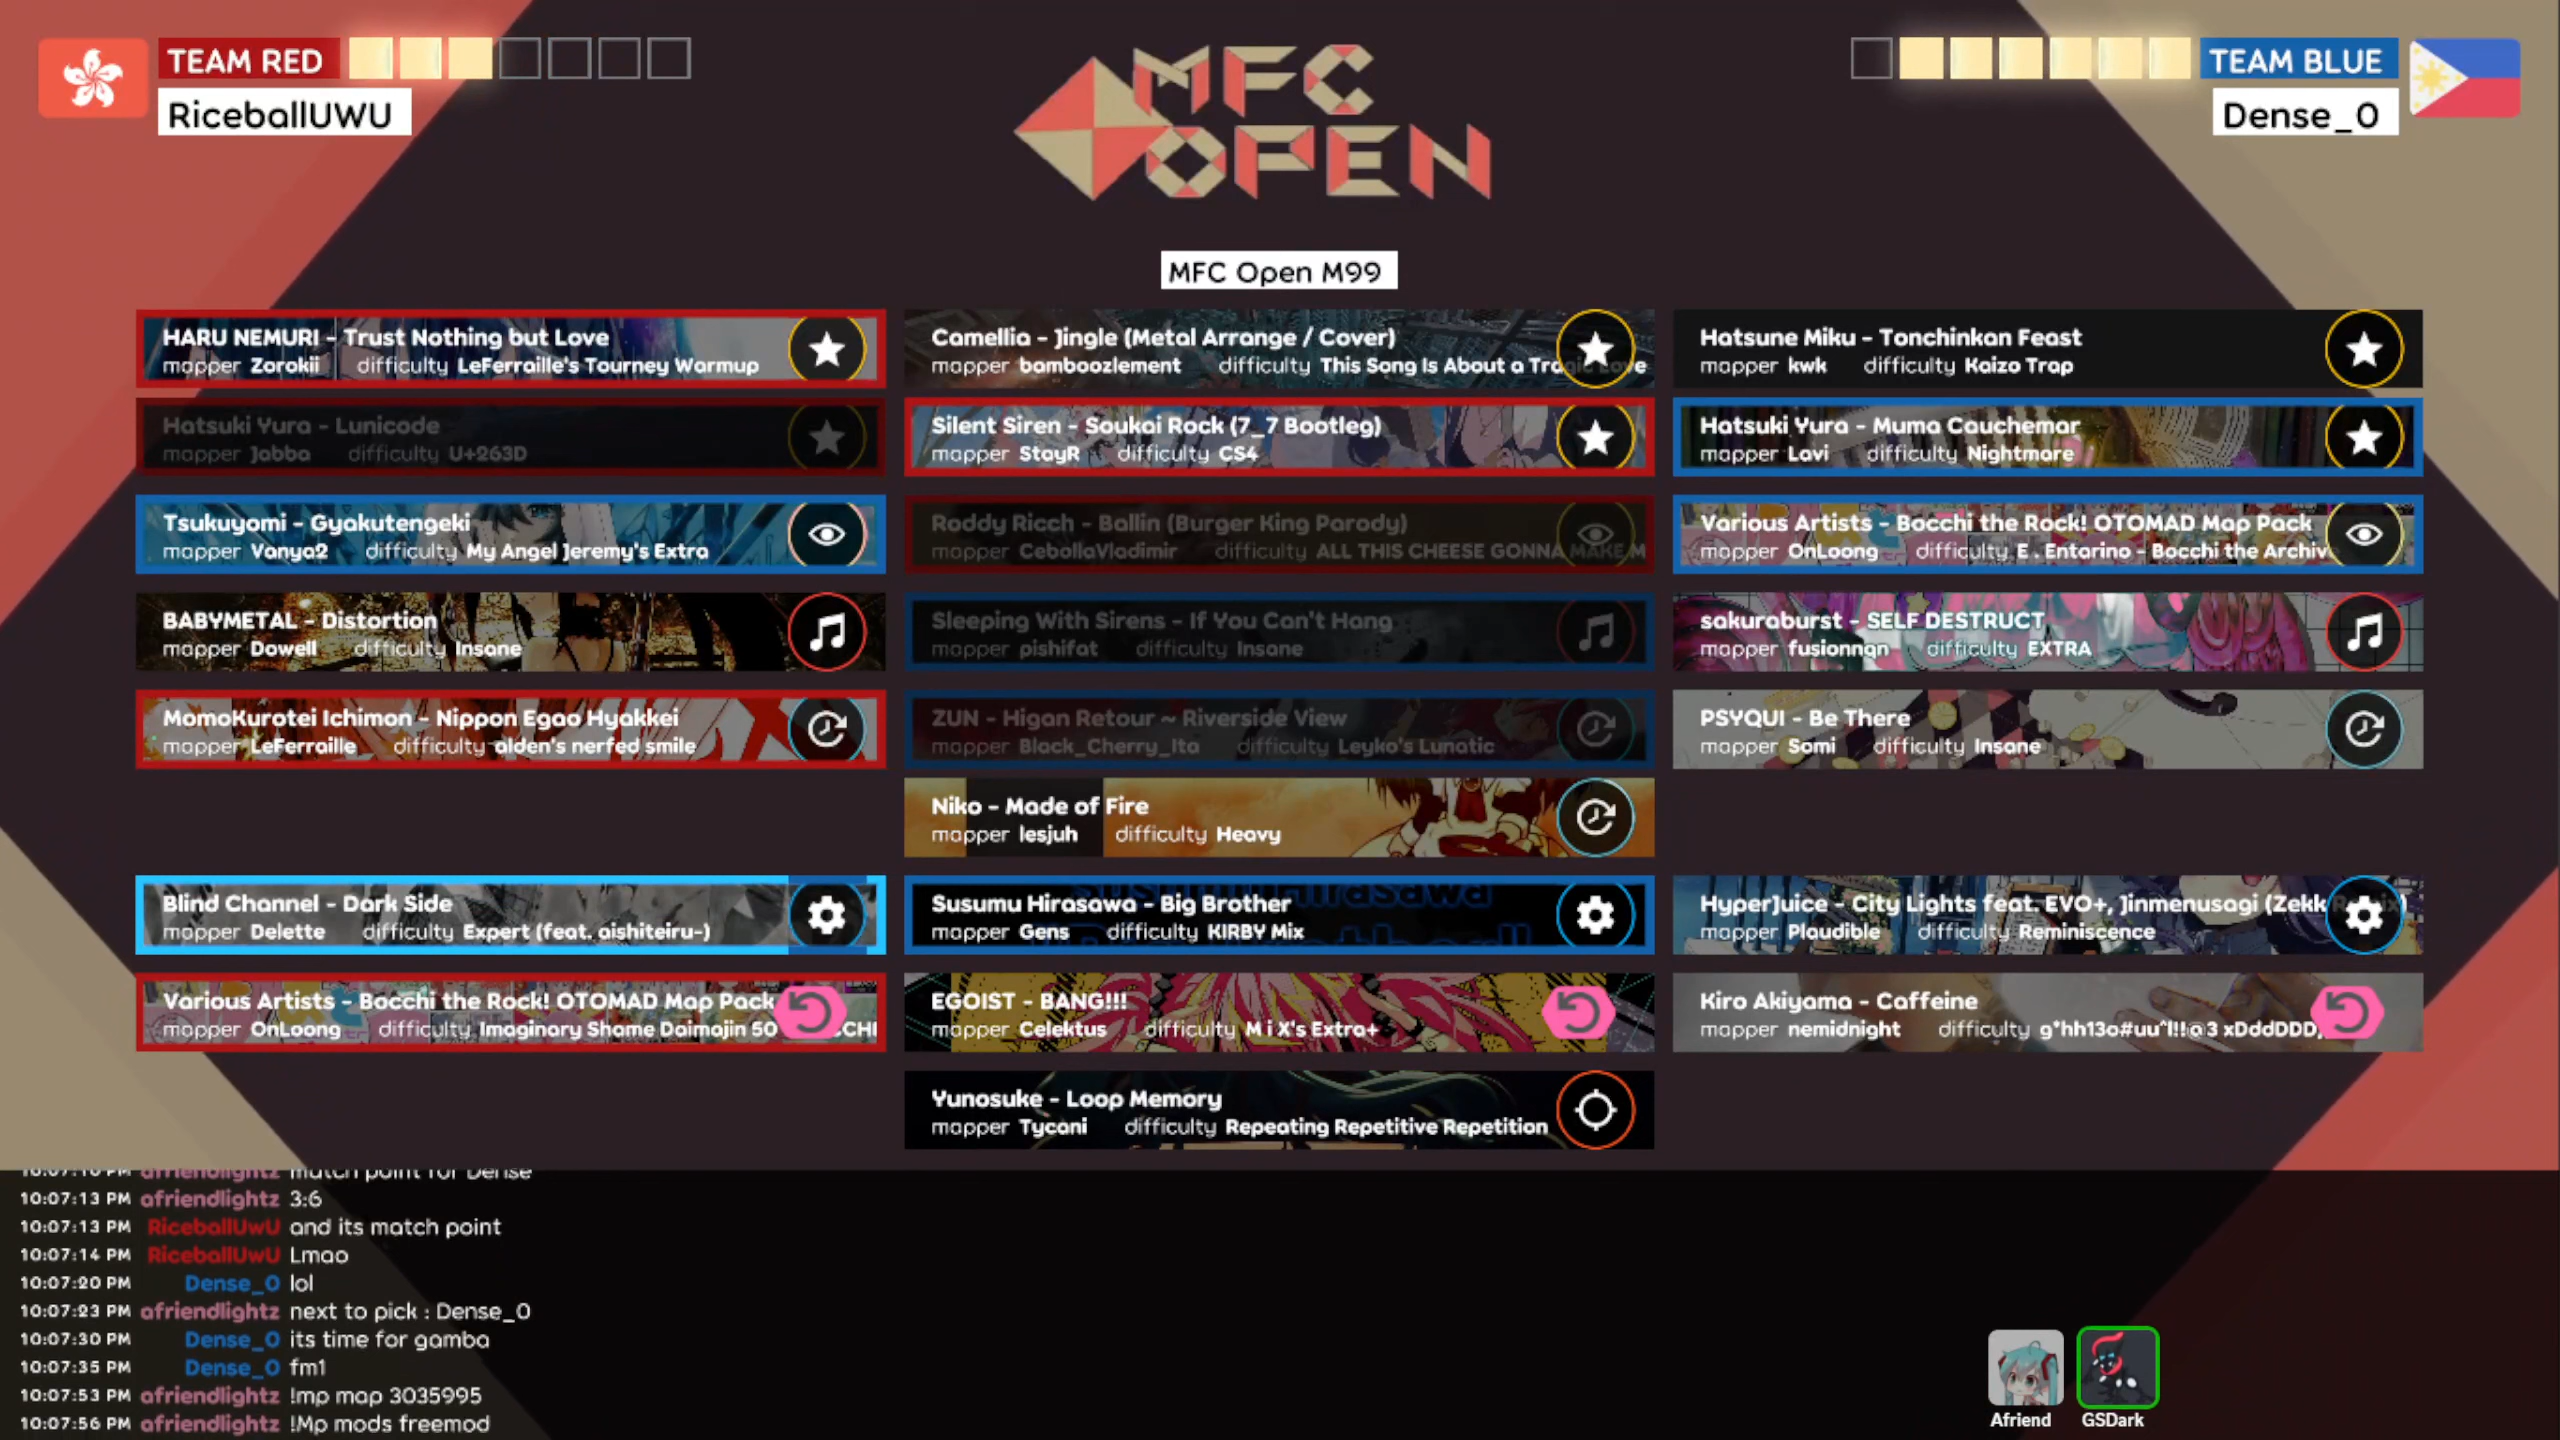 TEAM RED
RiceballUWU
MFC
OPEN
TEAM BLUE
Dense_0
MFC Open M99
HARU NEMURI - Trust Nothing but Love
mapper Zorokii difficulty LeFerraille's Tourney Warmup
Camellia - Jingle (Metal Arrange / Cover)
mapper bamboozlement difficulty This Song Is About a Tragic Love
Hatsune Miku - Tonchinkan Feast
mapper kwk difficulty Kaizo Trap
Hatsuki Yura - Lunicode
mapper Jabba difficulty U+263D
Silent Siren - Soukai Rock (7_7 Bootleg)
mapper StayR difficulty CS4
Hatsuki Yura - Muma Cauchemar
mapper Lavi difficulty Nightmare
Tsukuyomi - Gyakutengeki
mapper Vanya2 difficulty My Angel Jeremy's Extra
Roddy Ricch - Ballin (Burger King Parody)
mapper CebollaVladimir difficulty ALL THIS CHEESE GONNA MAKE M
Various Artists - Bocchi the Rock! OTOMAD Map Pack
mapper OnLoong difficulty E . Entarino - Bocchi the Archiv
BABYMETAL - Distortion
mapper Dowell difficulty Insane
Sleeping With Sirens - If You Can't Hang
mapper pishifat difficulty Insane
sakuraburst - SELF DESTRUCT
mapper fusionnqn difficulty EXTRA
MomoKurotei Ichimon - Nippon Egao Hyakkei
mapper LeFerraille difficulty alden's nerfed smile
ZUN - Higan Retour ~ Riverside View
mapper Black_Cherry_Ita difficulty Leyko's Lunatic
PSYQUI - Be There
mapper Somi difficulty Insane
Niko - Made of Fire
mapper lesjuh difficulty Heavy
Blind Channel - Dark Side
mapper Delette difficulty Expert (feat. aishiteiru-)
Susumu Hirasawa - Big Brother
mapper Gens difficulty KIRBY Mix
HyperJuice - City Lights feat. EVO+, Jinmenusagi (Zekk
mapper Plaudible difficulty Reminiscence
Various Artists - Bocchi the Rock! OTOMAD Map Pack
mapper OnLoong difficulty Imaginary Shame Daimajin 50 CHI
EGOIST - BANG!!!
mapper Celektus difficulty M i X's Extra+
Kiro Akiyama - Caffeine
mapper nemidnight difficulty g*hh13o#uu^l!!@3 xDddDDD,
Yunosuke - Loop Memory
mapper Tycani difficulty Repeating Repetitive Repetition
10:07:10 PM afriendlightz match point for Dense
10:07:13 PM afriendlightz 3:6
10:07:13 PM RiceballUwU and its match point
10:07:14 PM RiceballUwU Lmao
10:07:20 PM Dense_0 lol
10:07:23 PM afriendlightz next to pick : Dense_0
10:07:30 PM Dense_0 its time for gamba
10:07:35 PM Dense_0 fm1
10:07:53 PM afriendlightz !mp map 3035995
10:07:56 PM afriendlightz !Mp mods freemod
Afriend
GSDark